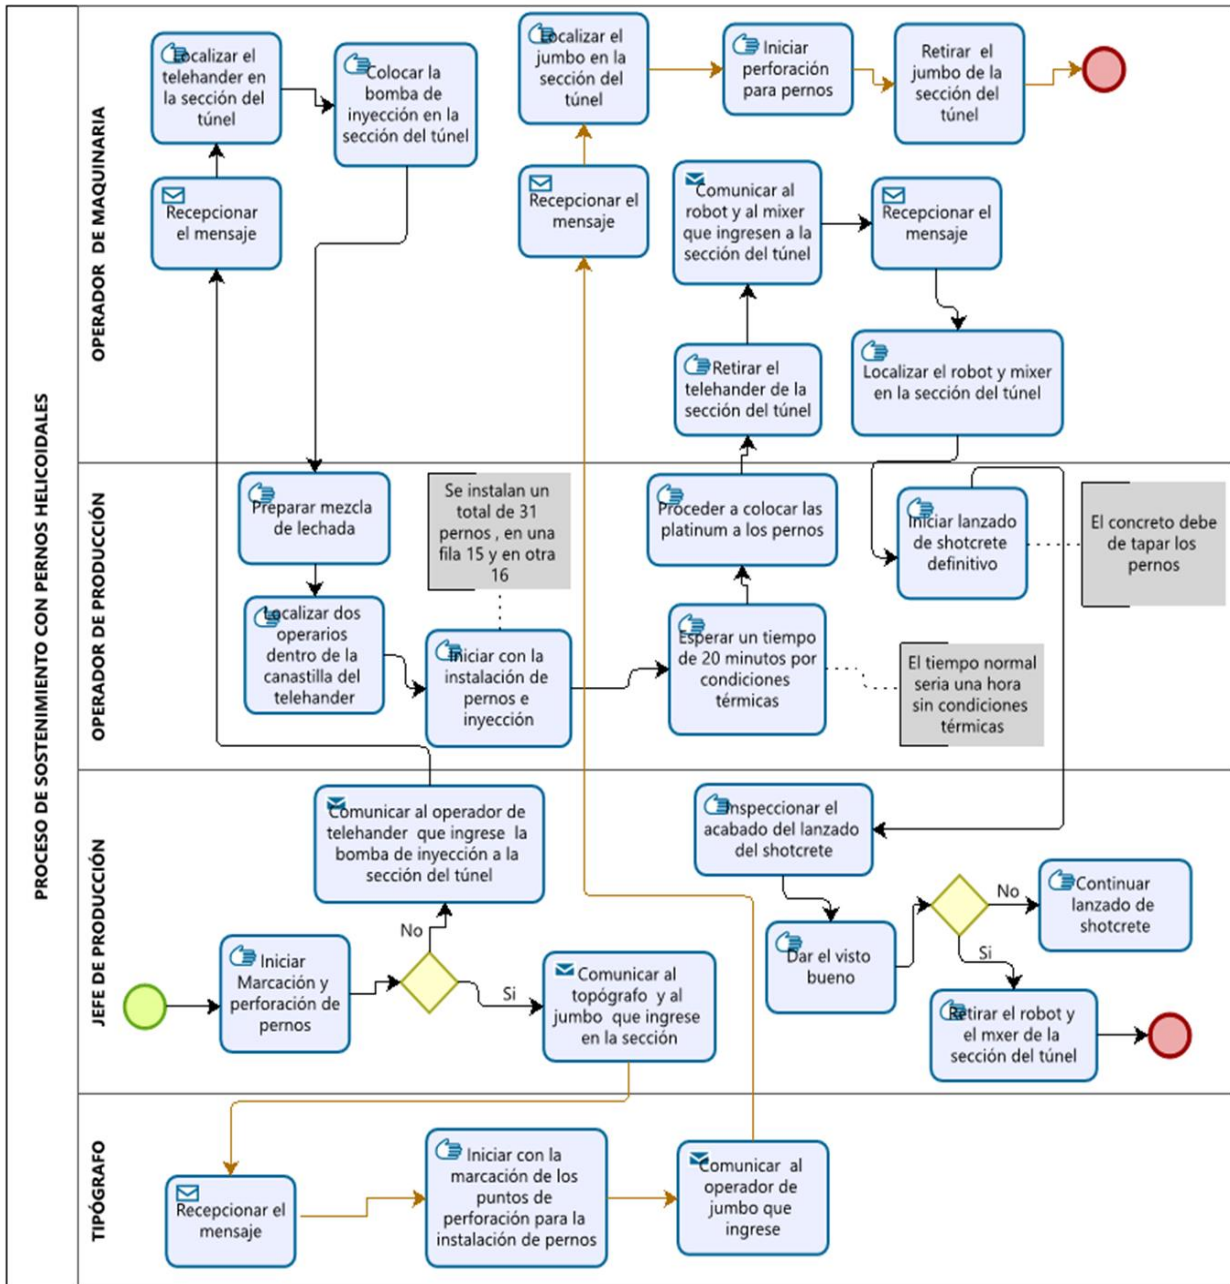 PROCESO DE SOSTENIMIENTO CON PERNOS HELICOIDALES
OPERADOR DE MAQUINARIA
Localizar el
telehander en
la sección del
túnel
Colocar la
bomba de
inyección en la
sección del túnel
Localizar el
jumbo en la
sección del
túnel
Iniciar
perforación
para pernos
Retirar el
jumbo de la
sección del
túnel
Recepcionar
el mensaje
Recepcionar el
mensaje
Comunicar al
robot y al mixer
que ingresen a la
sección del túnel
Recepcionar el
mensaje
Retirar el
telehander de la
sección del túnel
Localizar el robot y mixer
en la sección del túnel
OPERADOR DE PRODUCCIÓN
Preparar mezcla
de lechada
Se instalan un
total de 31
pernos , en una
fila 15 y en otra
16
Proceder a colocar las
platinum a los pernos
Iniciar lanzado
de shotcrete
definitivo
El concreto debe
de tapar los
pernos
Localizar dos
operarios
dentro de la
canastilla del
telehander
Iniciar con la
instalación de
pernos e
inyección
Esperar un tiempo
de 20 minutos por
condiciones
térmicas
El tiempo normal
seria una hora
sin condiciones
térmicas
JEFE DE PRODUCCIÓN
Comunicar al operador de
telehander que ingrese la
bomba de inyección a la
sección del túnel
Inspeccionar el
acabado del lanzado
del shotcrete
No
Continuar
lanzado de
shotcrete
Iniciar
Marcación y
perforación de
pernos
No
Si
Comunicar al
topógrafo y al
jumbo que ingrese
en la sección
Dar el visto
bueno
Si
Retirar el robot y
el mxer de la
sección del túnel
TIPÓGRAFO
Recepcionar el
mensaje
Iniciar con la
marcación de los
puntos de
perforación para la
instalación de pernos
Comunicar al
operador de
jumbo que
ingrese